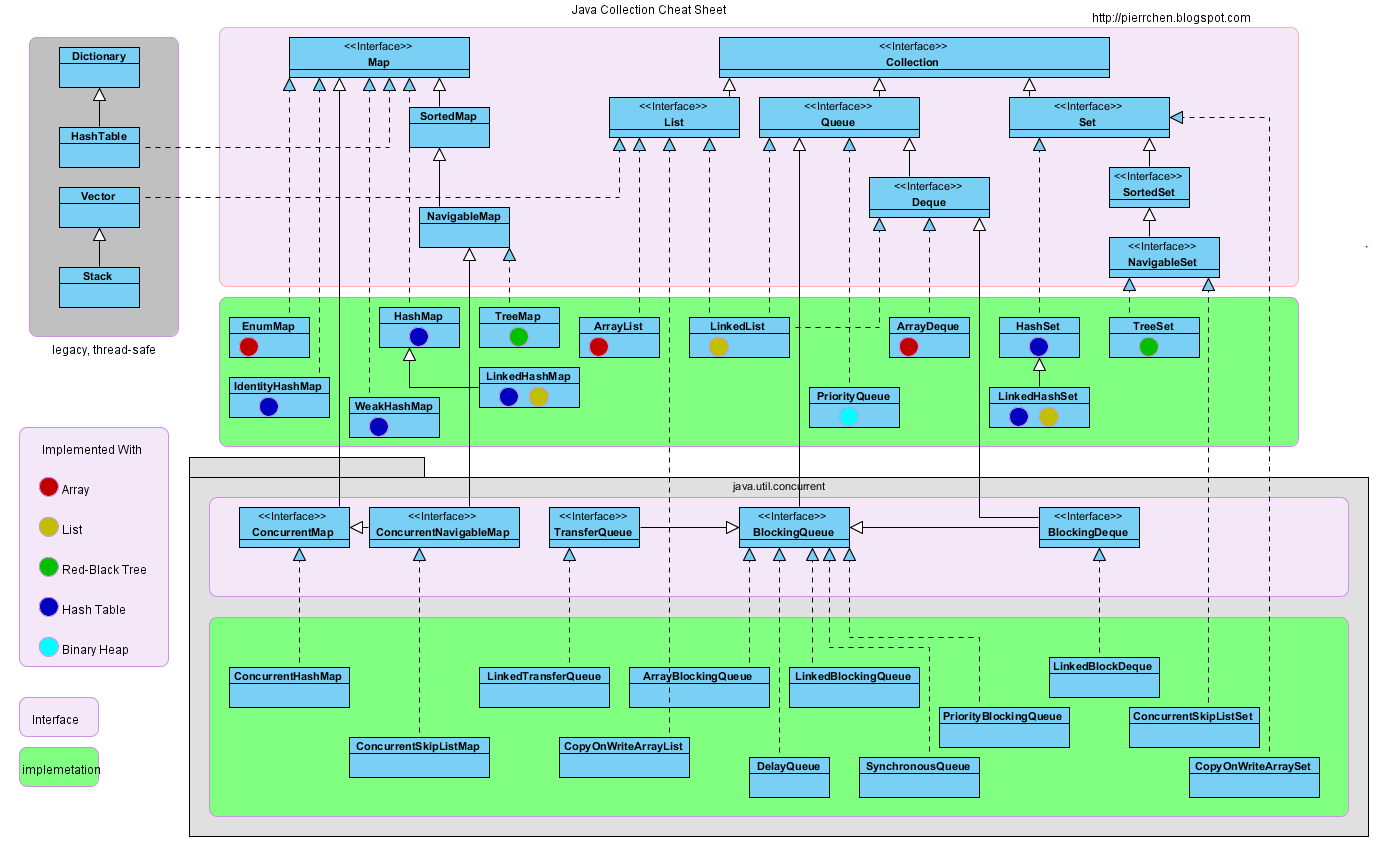 Java Collection Cheat Sheet
http://pierrchen.blogspot.com
Dictionary
HashTable
Vector
Stack
legacy, thread-safe
<<Interface>>
Map
<<Interface>>
Collection
SortedMap
<<Interface>>
List
<<Interface>>
Queue
<<Interface>>
Set
NavigableMap
<<Interface>>
Deque
<<Interface>>
SortedSet
<<Interface>>
NavigableSet
EnumMap
HashMap
TreeMap
ArrayList
LinkedList
ArrayDeque
HashSet
TreeSet
IdentityHashMap
WeakHashMap
LinkedHashMap
PriorityQueue
LinkedHashSet
Implemented With
Array
List
Red-Black Tree
Hash Table
Binary Heap
Interface
implemetation
java.util.concurrent
<<Interface>>
ConcurrentMap
<<Interface>>
ConcurrentNavigableMap
<<Interface>>
TransferQueue
<<Interface>>
BlockingQueue
<<Interface>>
BlockingDeque
ConcurrentHashMap
LinkedTransferQueue
ArrayBlockingQueue
LinkedBlockingQueue
LinkedBlockDeque
ConcurrentSkipListMap
CopyOnWriteArrayList
PriorityBlockingQueue
ConcurrentSkipListSet
DelayQueue
SynchronousQueue
CopyOnWriteArraySet